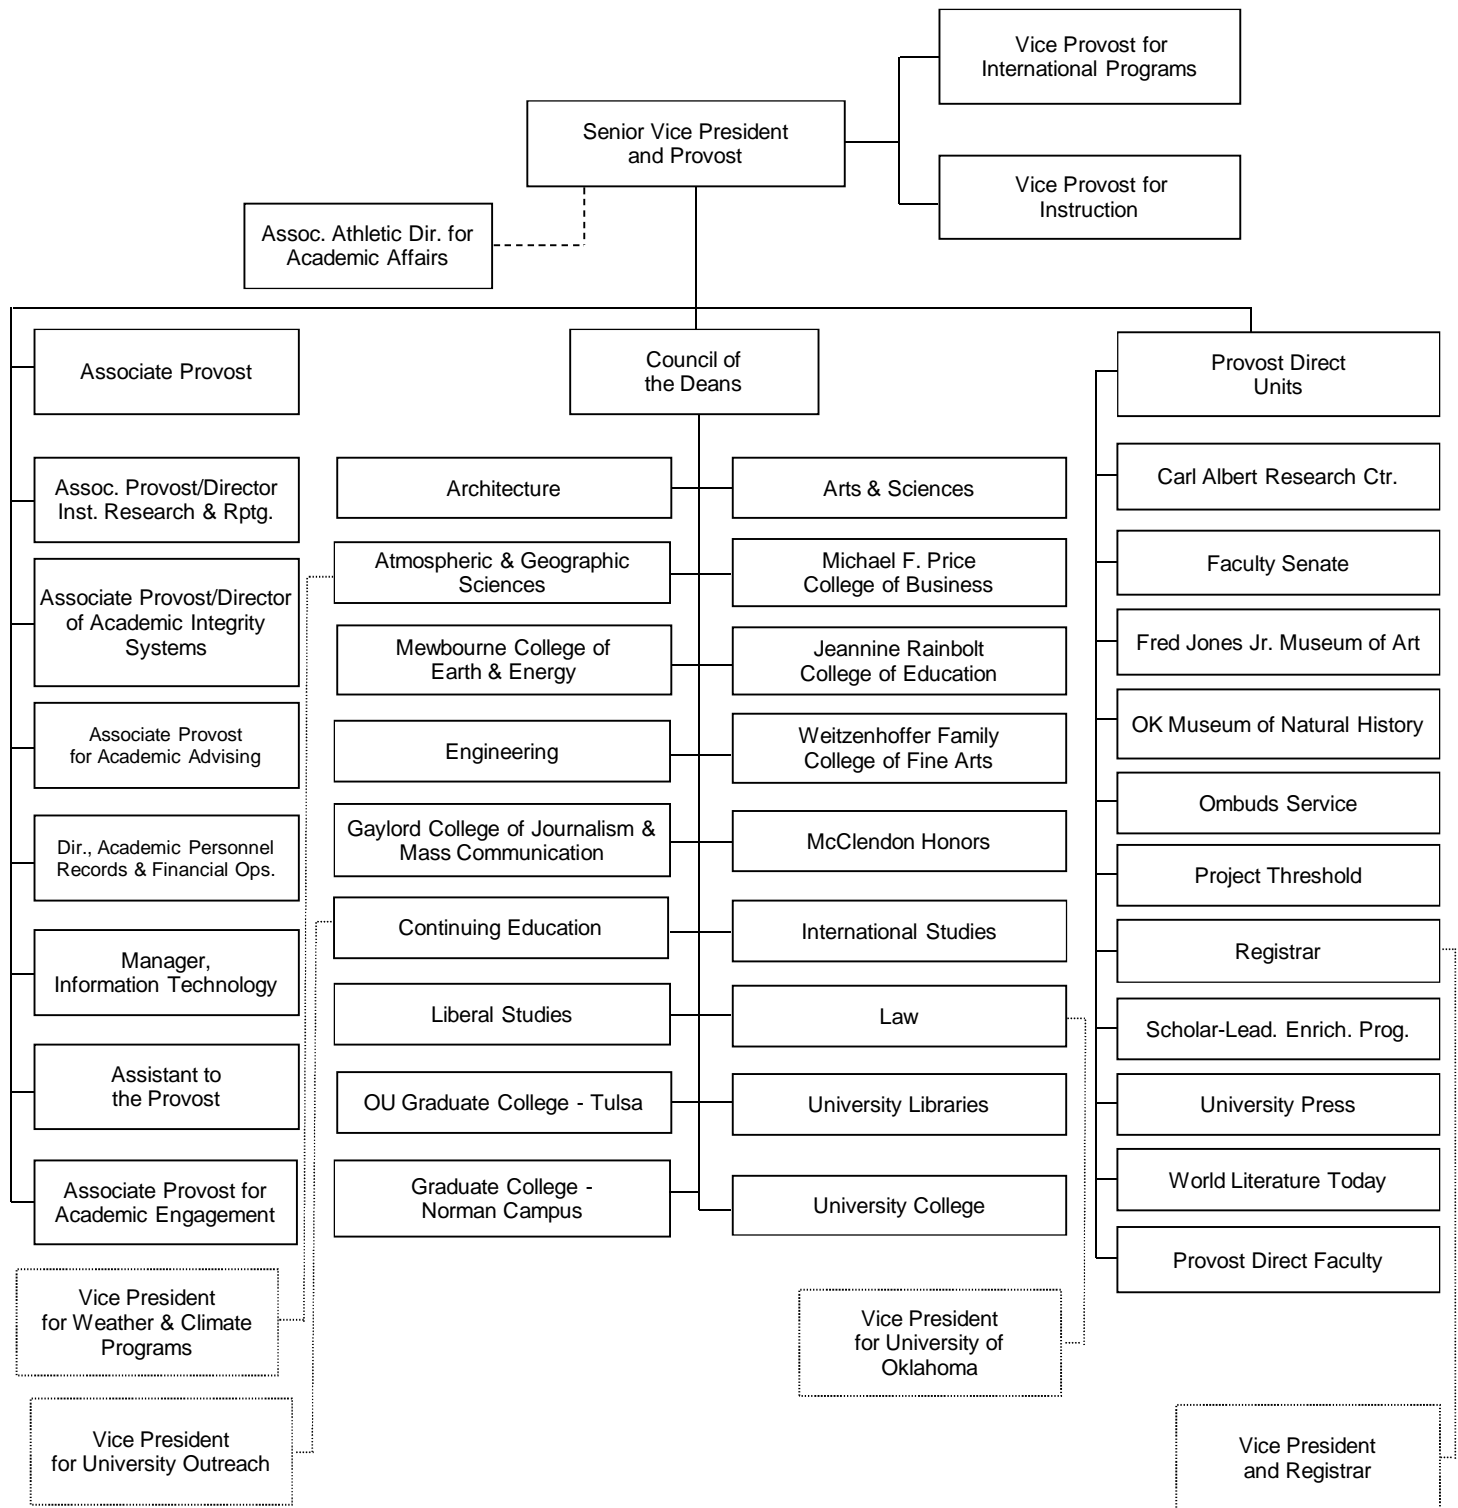 Vice Provost for
International Programs
Senior Vice President
and Provost
Vice Provost for
Instruction
Assoc. Athletic Dir. for
Academic Affairs
Associate Provost
Council of
the Deans
Provost Direct
Units
Assoc. Provost/Director
Inst. Research & Rptg.
Architecture
Arts & Sciences
Carl Albert Research Ctr.
Associate Provost/Director
of Academic Integrity
Systems
Atmospheric & Geographic
Sciences
Michael F. Price
College of Business
Faculty Senate
Mewbourne College of
Earth & Energy
Jeannine Rainbolt
College of Education
Fred Jones Jr. Museum of Art
Associate Provost
for Academic Advising
Engineering
Weitzenhoffer Family
College of Fine Arts
OK Museum of Natural History
Ombuds Service
Dir., Academic Personnel
Records & Financial Ops.
Gaylord College of Journalism &
Mass Communication
McClendon Honors
Project Threshold
Manager,
Information Technology
Continuing Education
International Studies
Registrar
Liberal Studies
Law
Scholar-Lead. Enrich. Prog.
Assistant to
the Provost
OU Graduate College - Tulsa
University Libraries
University Press
Associate Provost for
Academic Engagement
Graduate College -
Norman Campus
University College
World Literature Today
Provost Direct Faculty
Vice President
for Weather & Climate
Programs
Vice President
for University of
Oklahoma
Vice President
for University Outreach
Vice President
and Registrar